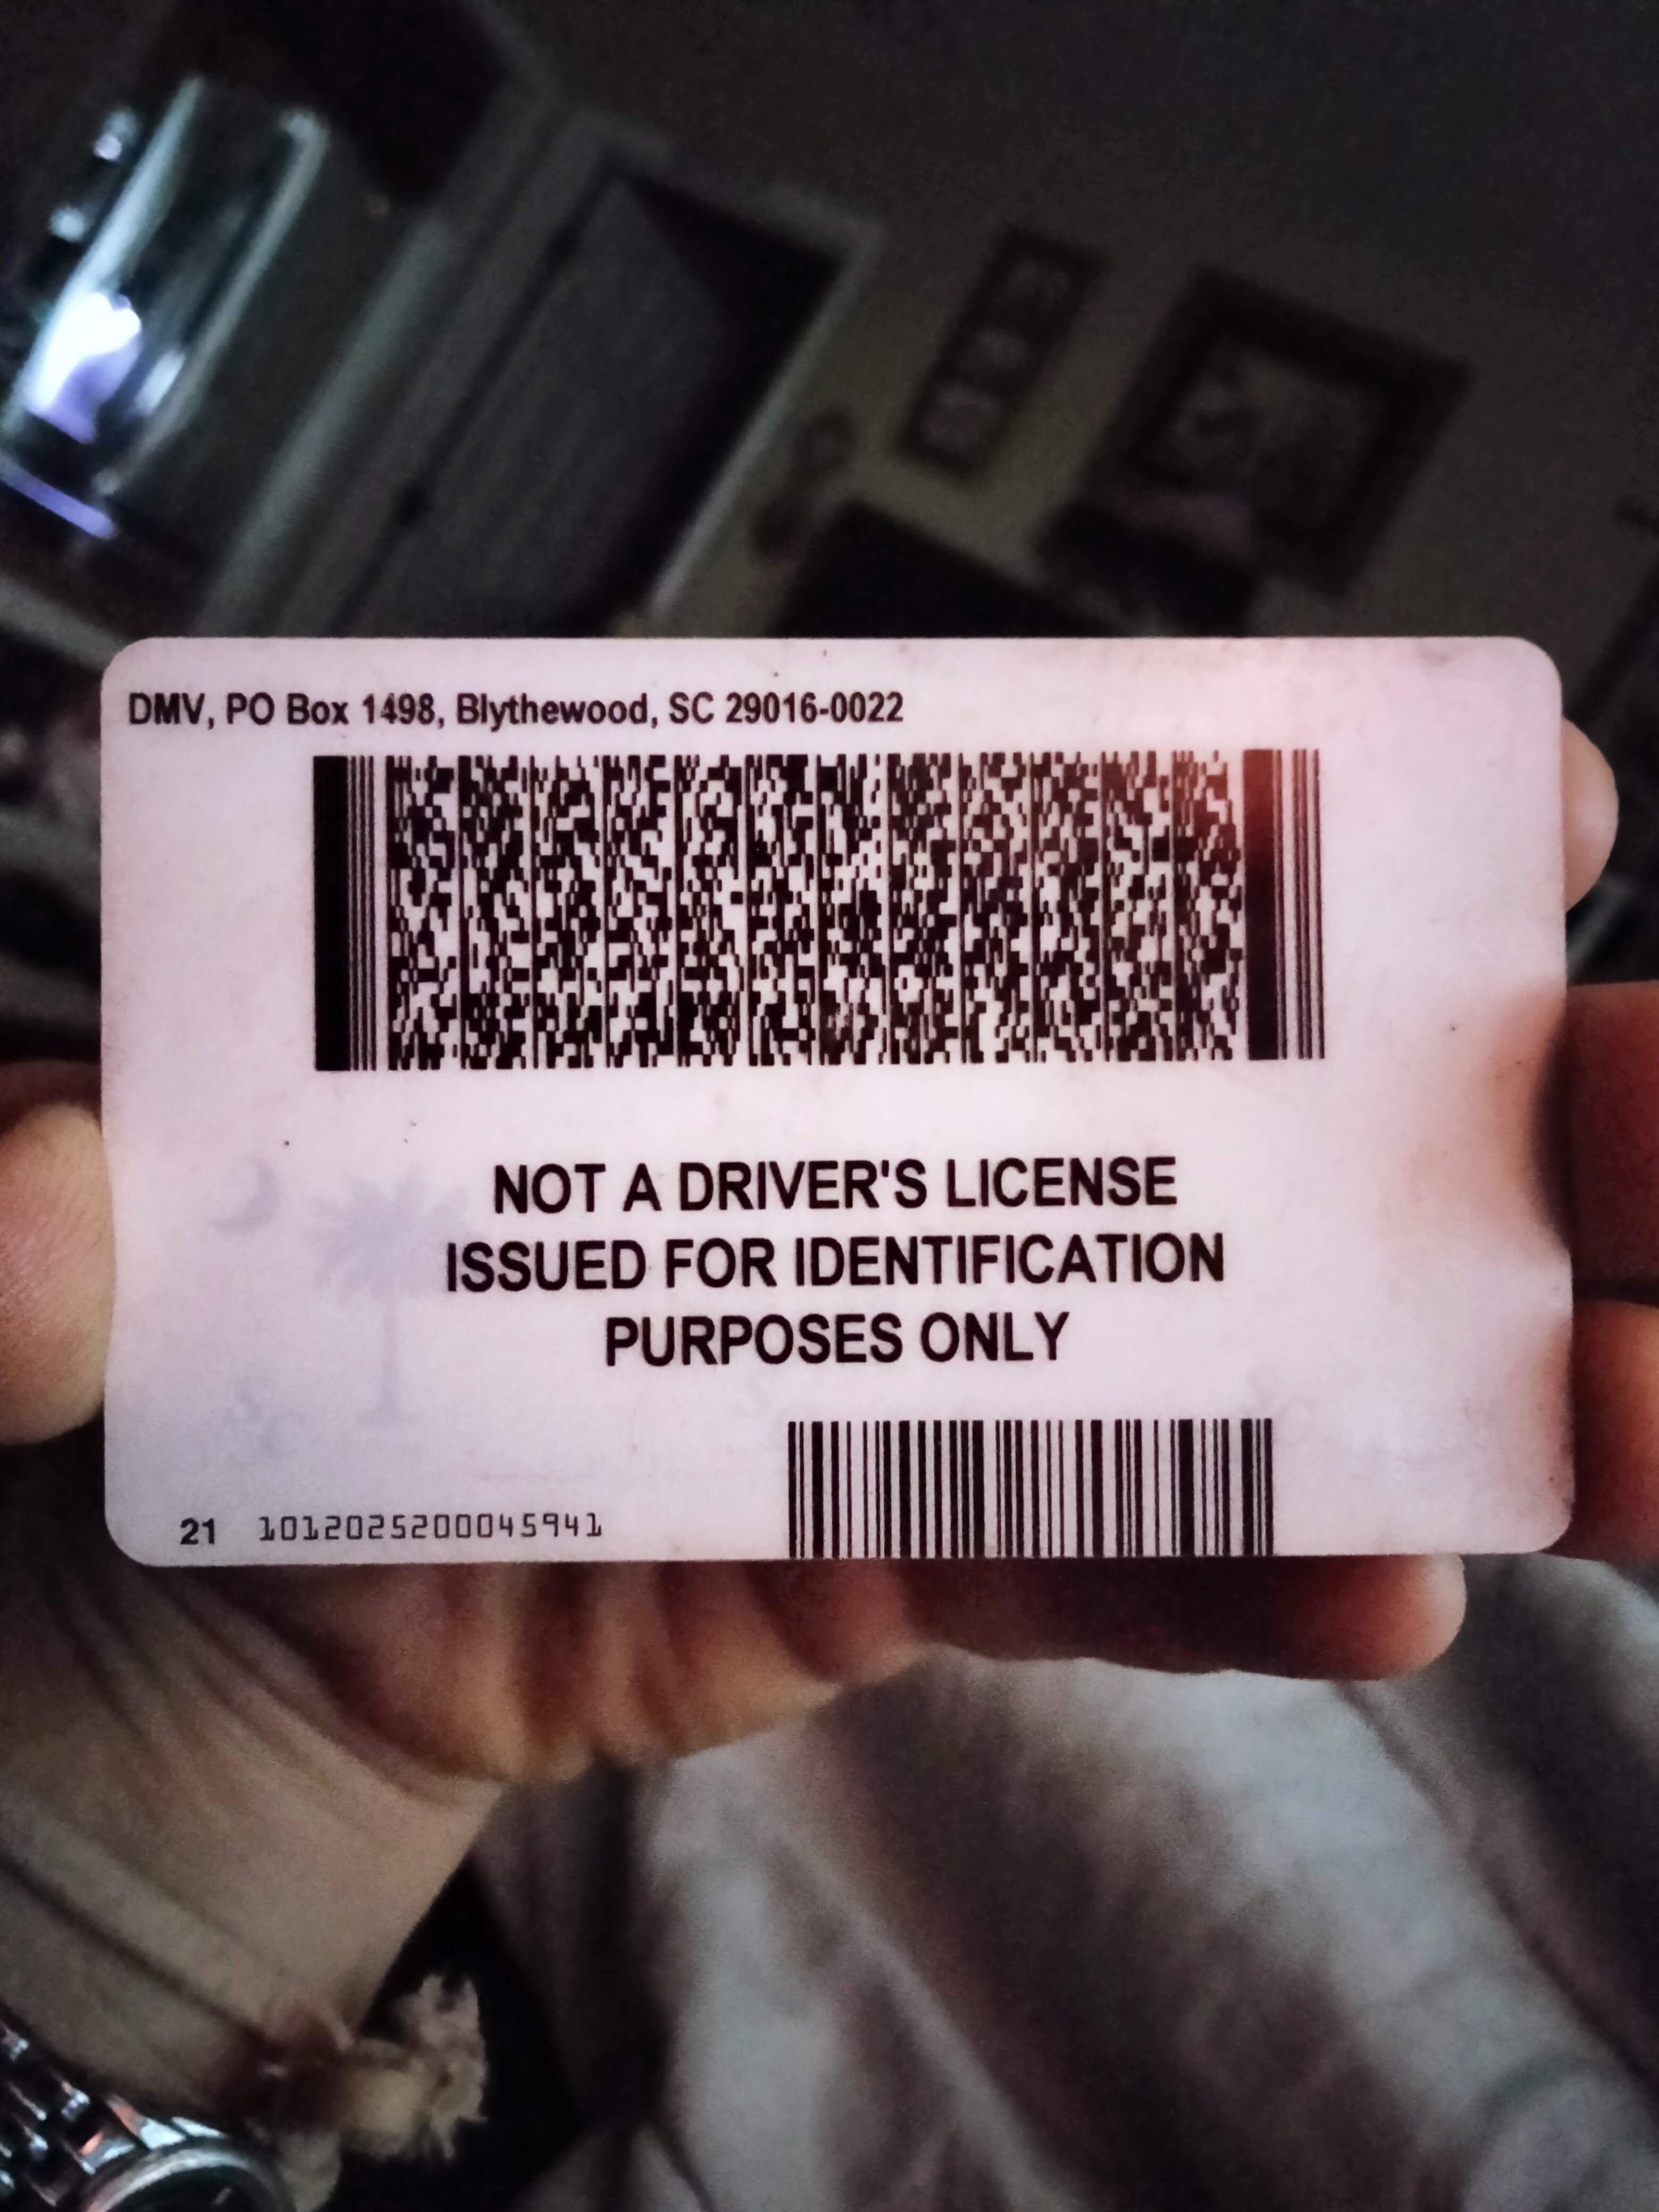 DMV, PO Box 1498, Blythewood, SC 29016-0022
NOT A DRIVER'S LICENSE
ISSUED FOR IDENTIFICATION
PURPOSES ONLY
21 1012025200045941